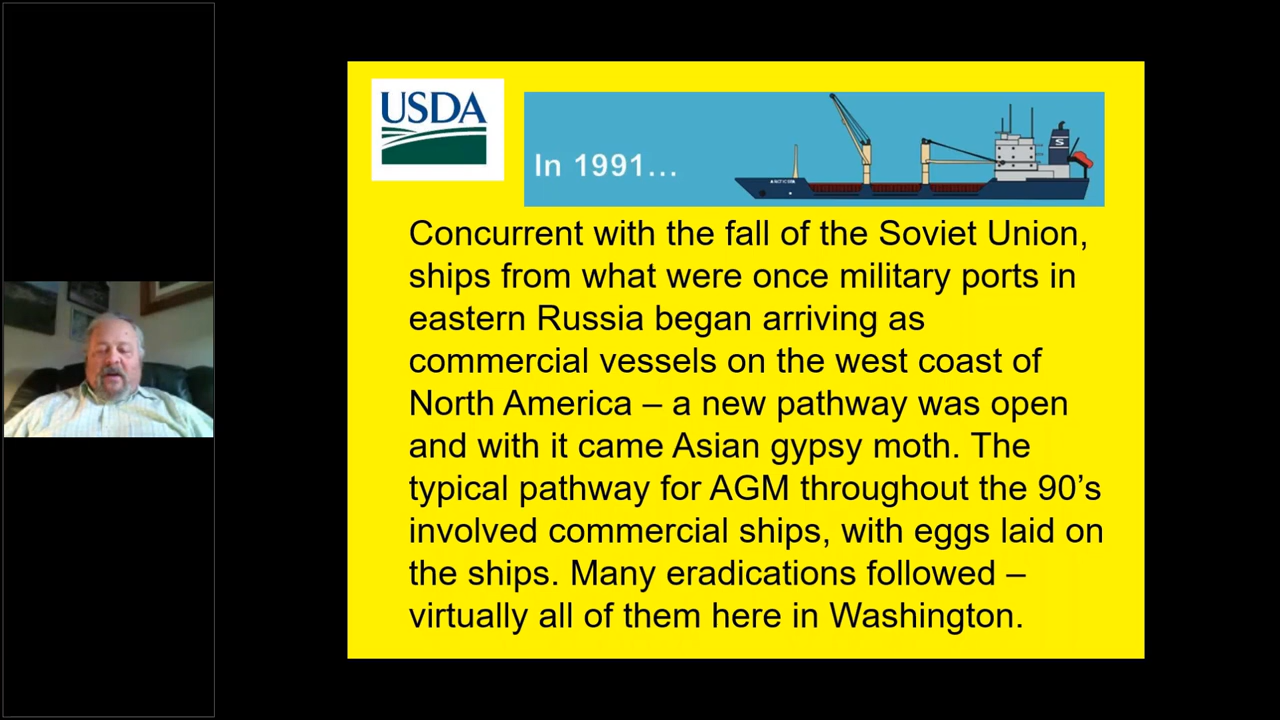 USDA
In 1991...
S
ARCTICA
Concurrent with the fall of the Soviet Union,
ships from what were once military ports in
eastern Russia began arriving as
commercial vessels on the west coast of
North America – a new pathway was open
and with it came Asian gypsy moth. The
typical pathway for AGM throughout the 90’s
involved commercial ships, with eggs laid on
the ships. Many eradications followed –
virtually all of them here in Washington.